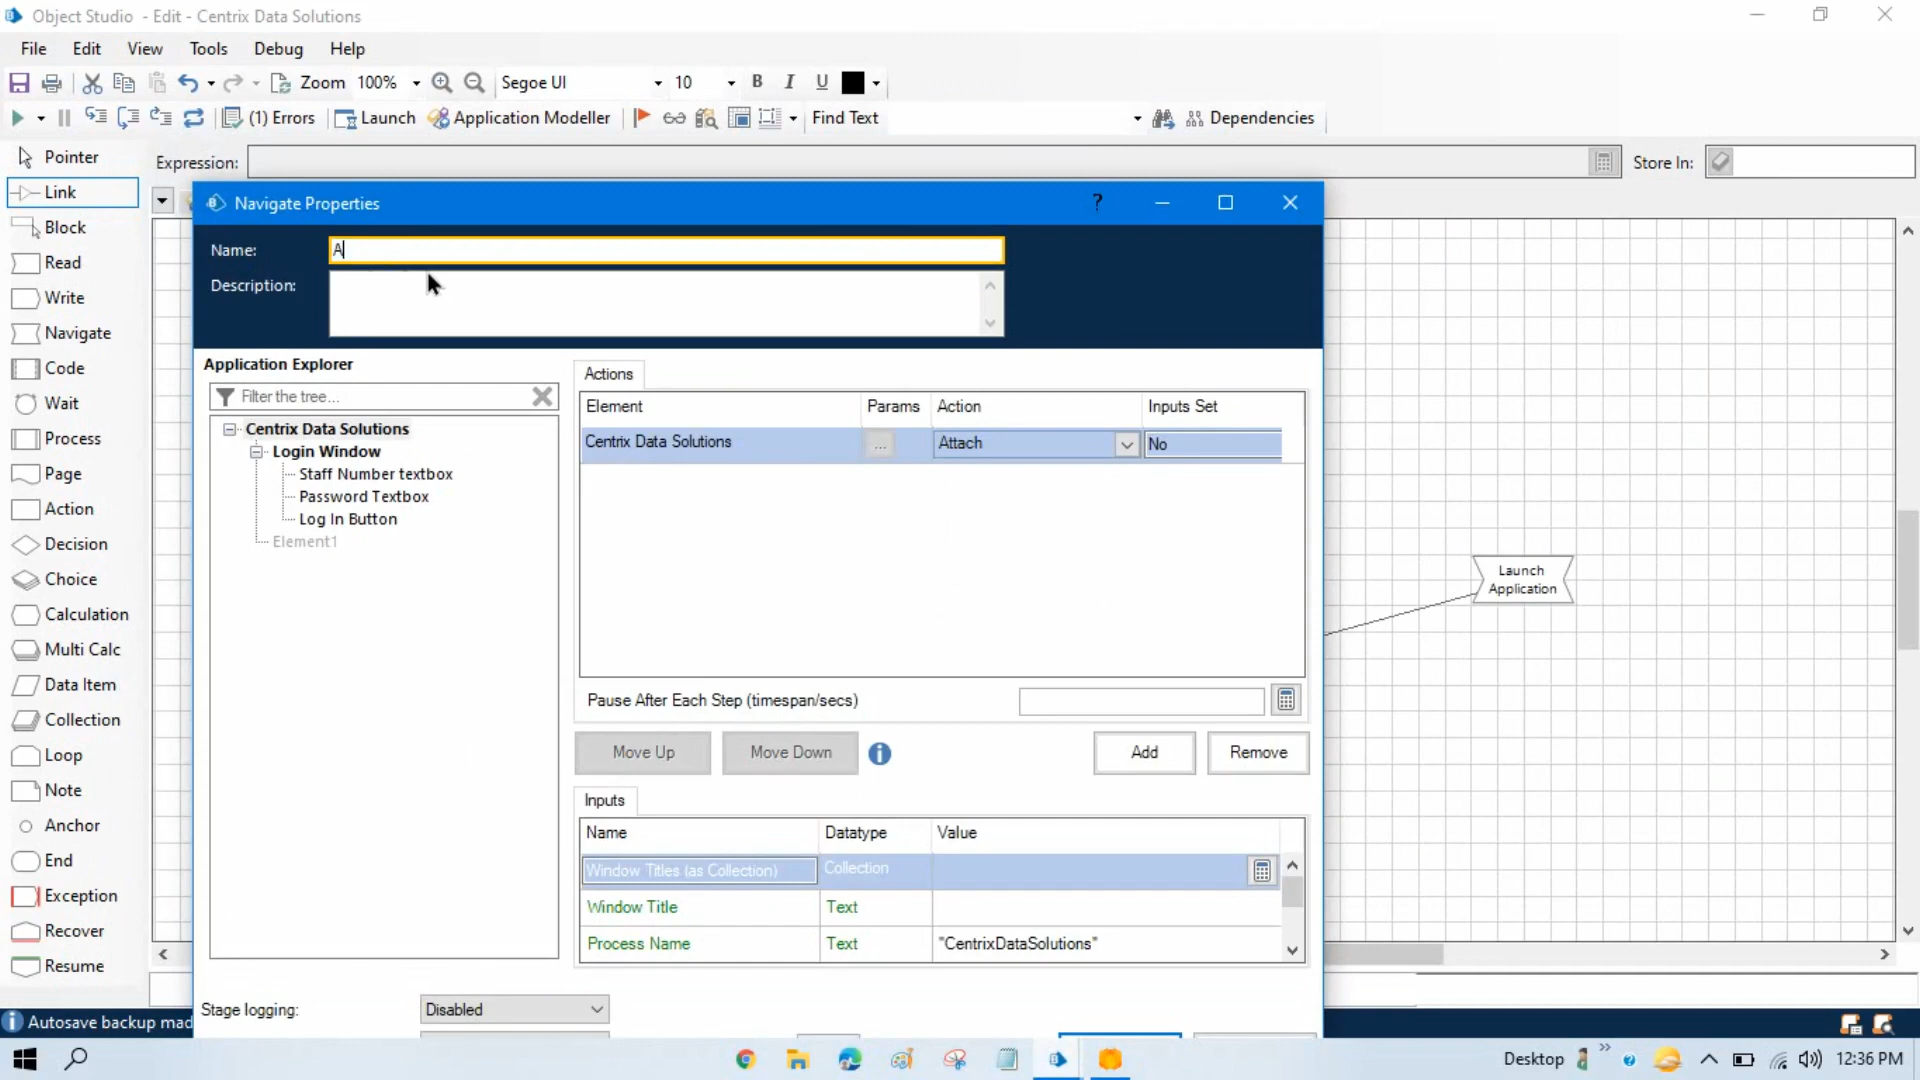 Object Studio - Edit - Centrix Data Solutions
File Edit View Tools Debug Help
Zoom 100% Segoe UI 10 B I U
(1) Errors Launch Application Modeller Find Text Dependencies
Pointer
Expression: Store In:
Link
Block
Read
Write
Navigate
Code
Wait
Process
Page
Action
Decision
Choice
Calculation
Multi Calc
Data Item
Collection
Loop
Note
Anchor
End
Exception
Recover
Resume
Navigate Properties
?
Name: A
Description:
Application Explorer
Filter the tree...
Centrix Data Solutions
Login Window
Staff Number textbox
Password Textbox
Log In Button
Element1
Actions
Element Params Action Inputs Set
Centrix Data Solutions ... Attach No
Pause After Each Step (timespan/secs)
Move Up Move Down Add Remove
Inputs
Name Datatype Value
Window Titles (as Collection) Collection
Window Title Text
Process Name Text "CentrixDataSolutions"
Stage logging: Disabled
Launch
Application
Autosave backup mad
Desktop 12:36 PM